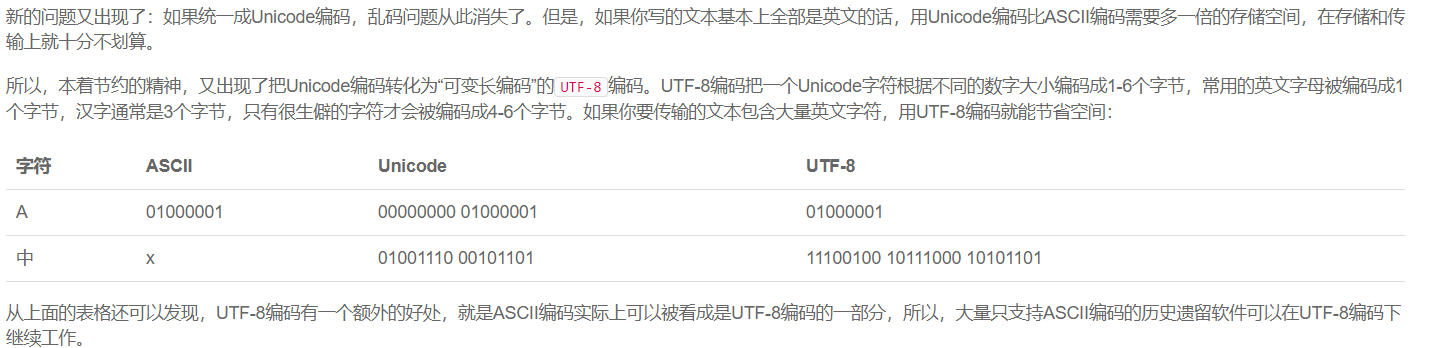 新的问题又出现了：如果统一成Unicode编码，乱码问题从此消失了。但是，如果你写的文本基本上全部是英文的话，用Unicode编码比ASCII编码需要多一倍的存储空间，在存储和传
输上就十分不划算。
所以，本着节约的精神，又出现了把Unicode编码转化为“可变长编码”的UTF-8编码。UTF-8编码把一个Unicode字符根据不同的数字大小编码成1-6个字节，常用的英文字母被编码成1
个字节，汉字通常是3个字节，只有很生僻的字符才会被编码成4-6个字节。如果你要传输的文本包含大量英文字符，用UTF-8编码就能节省空间：
字符 ASCII Unicode UTF-8
A 01000001 00000000 01000001 01000001
中 x 01001110 00101101 11100100 10111000 10101101
从上面的表格还可以发现，UTF-8编码有一个额外的好处，就是ASCII编码实际上可以被看成是UTF-8编码的一部分，所以，大量只支持ASCII编码的历史遗留软件可以在UTF-8编码下
继续工作。